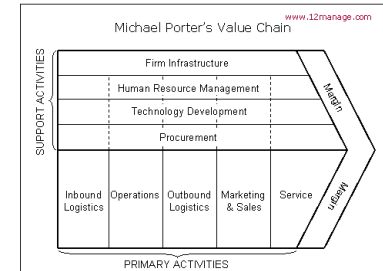 www.12manage.com
Michael Porter's Value Chain
SUPPORT ACTIVITIES
Firm Infrastructure
Human Resource Management
Technology Development
Procurement
Margin
Inbound
Logistics
Operations
Outbound
Logistics
Marketing
& Sales
Service
Margin
PRIMARY ACTIVITIES